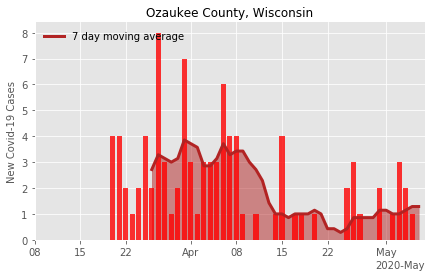 Ozaukee County, Wisconsin
7 day moving average
New Covid-19 Cases
8
7
6
5
4
3
2
1
0
08 15 22 Apr 08 15 22 May
2020-May